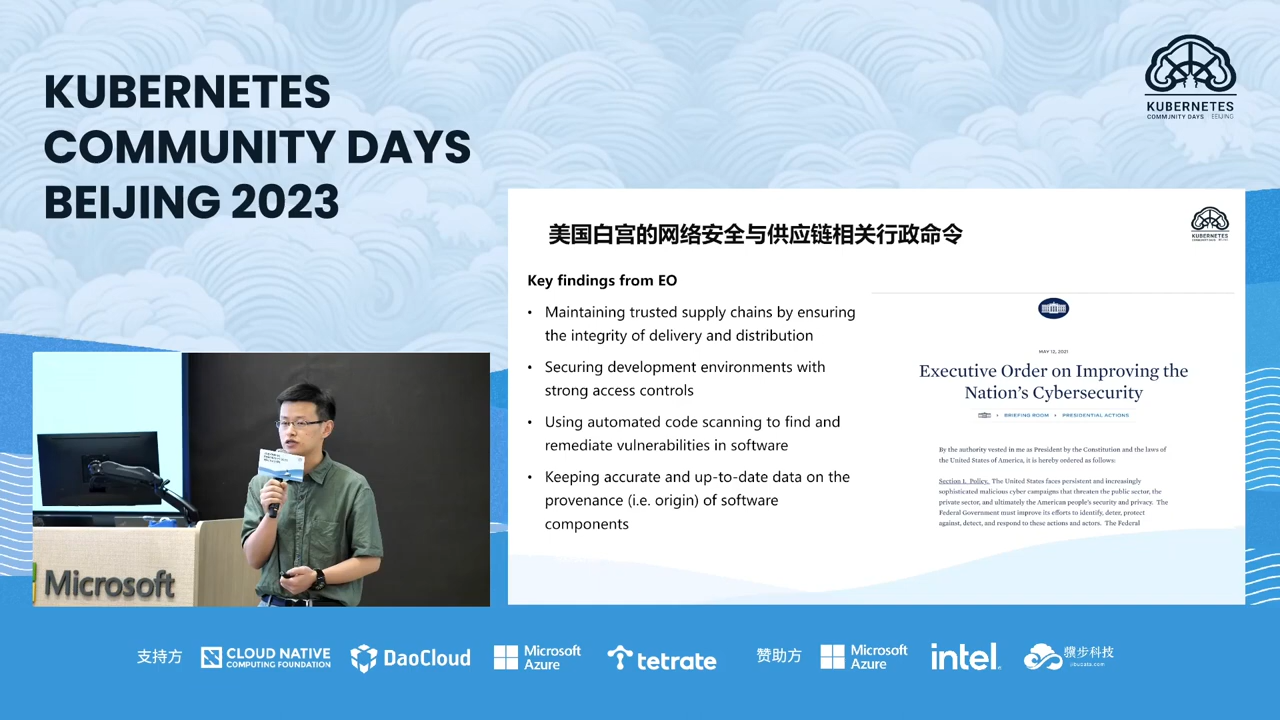 KUBERNETES
COMMUNITY DAYS
BEIJING 2023
KUBERNETES
COMMUNITY DAYS BEIJING
美国白宫的网络安全与供应链相关行政命令
KUBERNETES
Key findings from EO
• Maintaining trusted supply chains by ensuring
the integrity of delivery and distribution
• Securing development environments with
strong access controls
• Using automated code scanning to find and
remediate vulnerabilities in software
• Keeping accurate and up-to-date data on the
provenance (i.e. origin) of software
components
MAY 12, 2021
Executive Order on Improving the
Nation's Cybersecurity
BRIEFING ROOM PRESIDENTIAL ACTIONS
By the authority vested in me as President by the Constitution and the laws of
the United States of America, it is hereby ordered as follows:
Section 1. Policy. The United States faces persistent and increasingly
sophisticated malicious cyber campaigns that threaten the public sector, the
private sector, and ultimately the American people's security and privacy. The
Federal Government must improve its efforts to identify, deter, protect
against, detect, and respond to these actions and actors. The Federal
Microsoft
支持方
CLOUD NATIVE
COMPUTING FOUNDATION
DaoCloud
Microsoft
Azure
tetrate
赞助方
Microsoft
Azure
intel.
骥步科技
jibudata.com